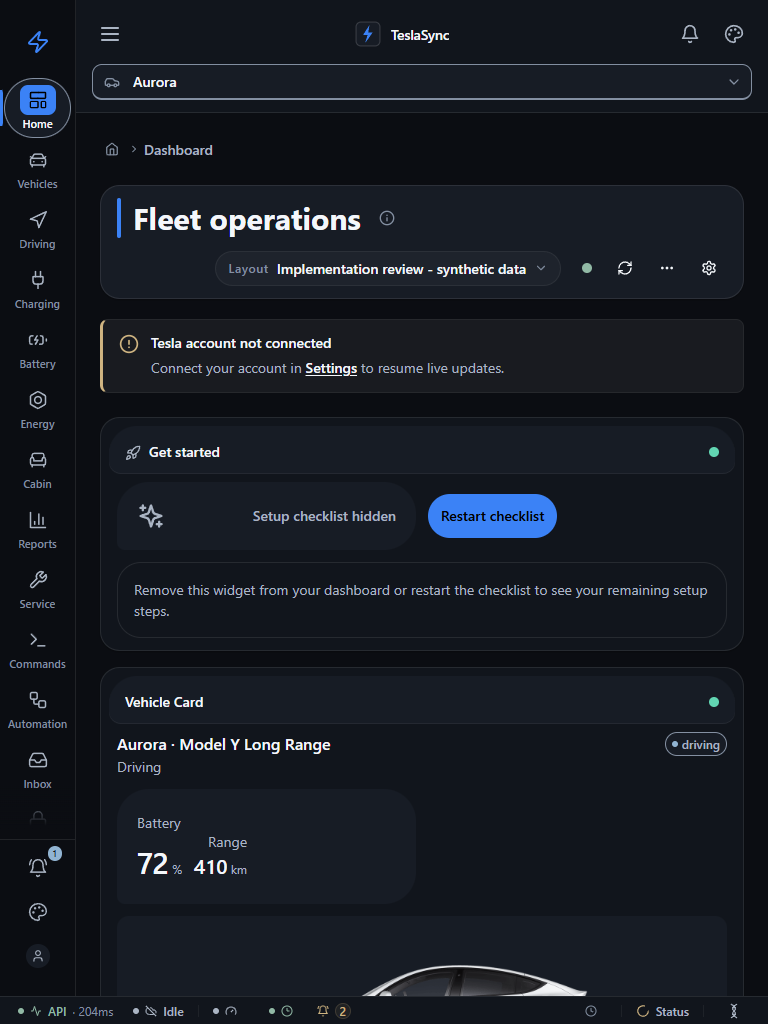 TeslaSync
Aurora
Home
Vehicles
Driving
Charging
Battery
Energy
Cabin
Reports
Service
Commands
Automation
Inbox
1
Dashboard
Fleet operations
Layout Implementation review - synthetic data
Tesla account not connected
Connect your account in Settings to resume live updates.
Get started
Setup checklist hidden
Restart checklist
Remove this widget from your dashboard or restart the checklist to see your remaining setup
steps.
Vehicle Card
Aurora · Model Y Long Range
driving
Driving
Battery
Range
72 % 410 km
API · 204ms
Idle
2
Status